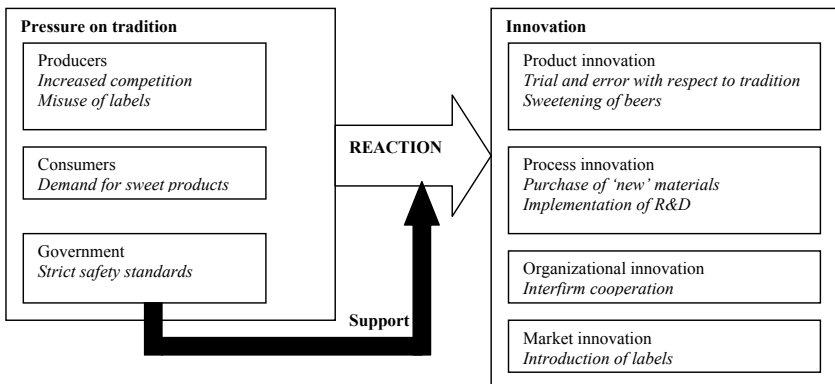 Pressure on tradition
Producers
Increased competition
Misuse of labels
Consumers
Demand for sweet products
Government
Strict safety standards
REACTION
Support
Innovation
Product innovation
Trial and error with respect to tradition
Sweetening of beers
Process innovation
Purchase of ‘new’ materials
Implementation of R&D
Organizational innovation
Interfirm cooperation
Market innovation
Introduction of labels